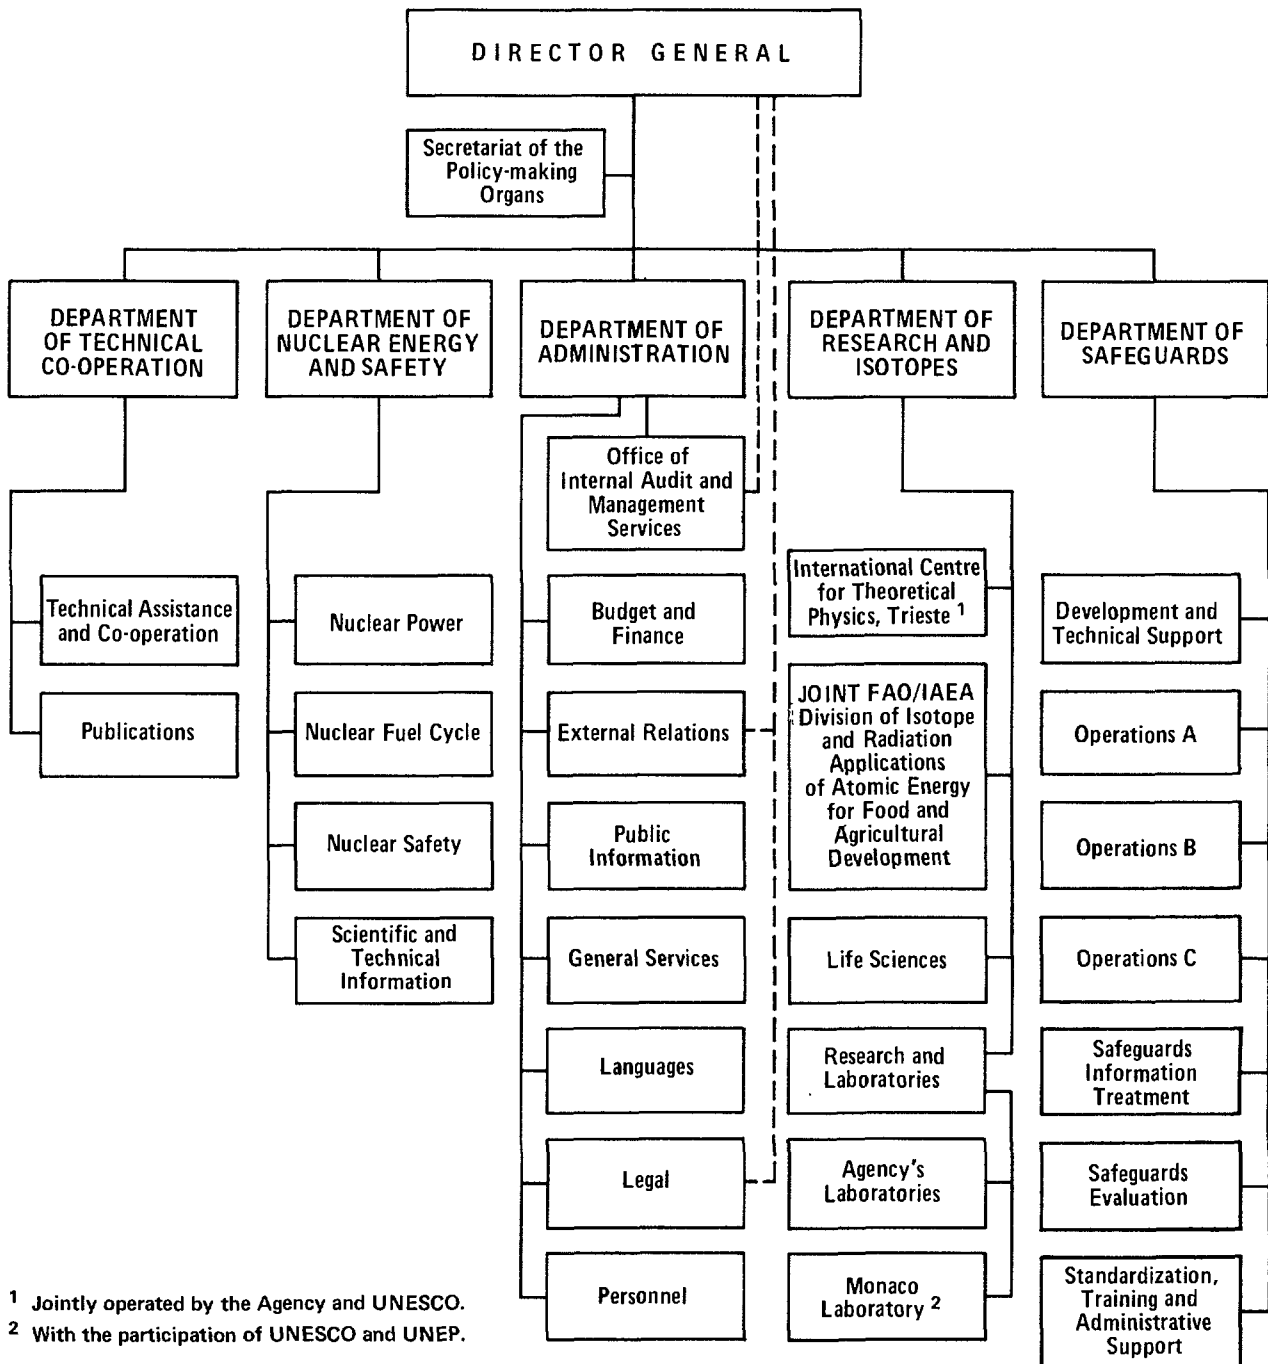 DIRECTOR GENERAL
Secretariat of the
Policy-making
Organs
DEPARTMENT
OF TECHNICAL
CO-OPERATION
DEPARTMENT OF
NUCLEAR ENERGY
AND SAFETY
DEPARTMENT OF
ADMINISTRATION
DEPARTMENT OF
RESEARCH AND
ISOTOPES
DEPARTMENT OF
SAFEGUARDS
Technical Assistance
and Co-operation
Publications
Nuclear Power
Nuclear Fuel Cycle
Nuclear Safety
Scientific and
Technical
Information
Office of
Internal Audit and
Management
Services
Budget and
Finance
External Relations
Public
Information
General Services
Languages
Legal
Personnel
International Centre
for Theoretical
Physics, Trieste 1
JOINT FAO/IAEA
Division of Isotope
and Radiation
Applications
of Atomic Energy
for Food and
Agricultural
Development
Life Sciences
Research and
Laboratories
Agency's
Laboratories
Monaco
Laboratory 2
Development and
Technical Support
Operations A
Operations B
Operations C
Safeguards
Information
Treatment
Safeguards
Evaluation
Standardization,
Training and
Administrative
Support
1 Jointly operated by the Agency and UNESCO.
2 With the participation of UNESCO and UNEP.